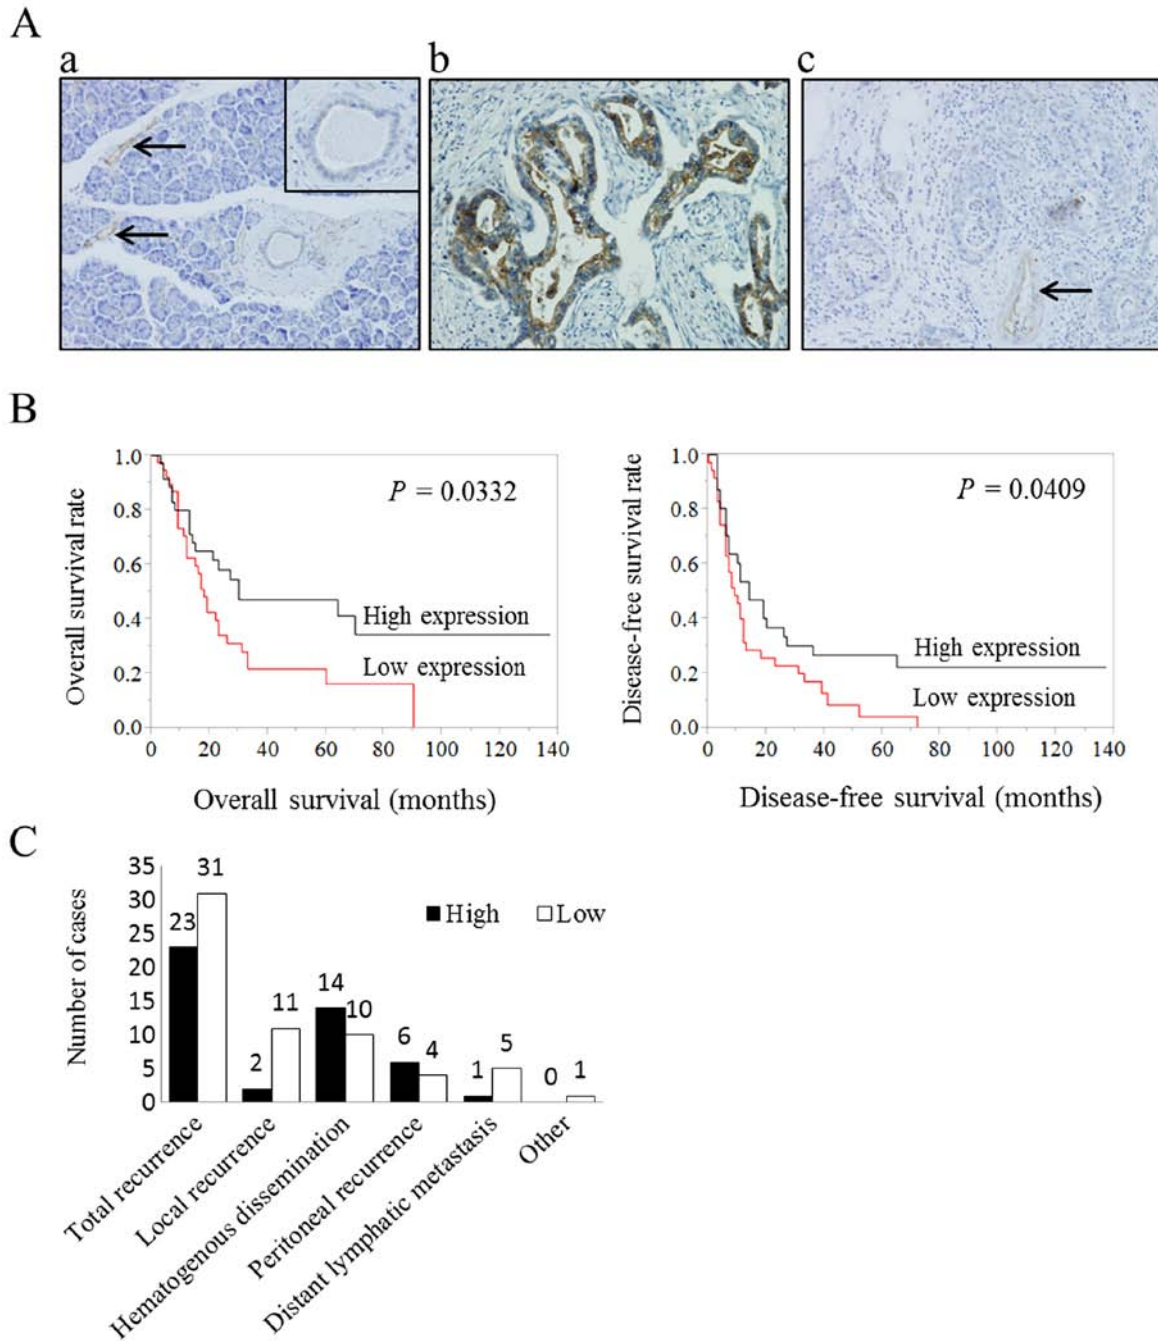 A
a
b
c
B
Overall survival rate
1.0
0.8
0.6
0.4
0.2
0.0
P = 0.0332
High expression
Low expression
0 20 40 60 80 100 120 140
Overall survival (months)
Disease-free survival rate
1.0
0.8
0.6
0.4
0.2
0.0
P = 0.0409
High expression
Low expression
0 20 40 60 80 100 120 140
Disease-free survival (months)
C
Number of cases
35
30
25
20
15
10
5
0
High Low
23 31
2 11
14 10
6 4
1 5
0 1
Total recurrence
Local recurrence
Hematogenous dissemination
Peritoneal recurrence
Distant lymphatic metastasis
Other